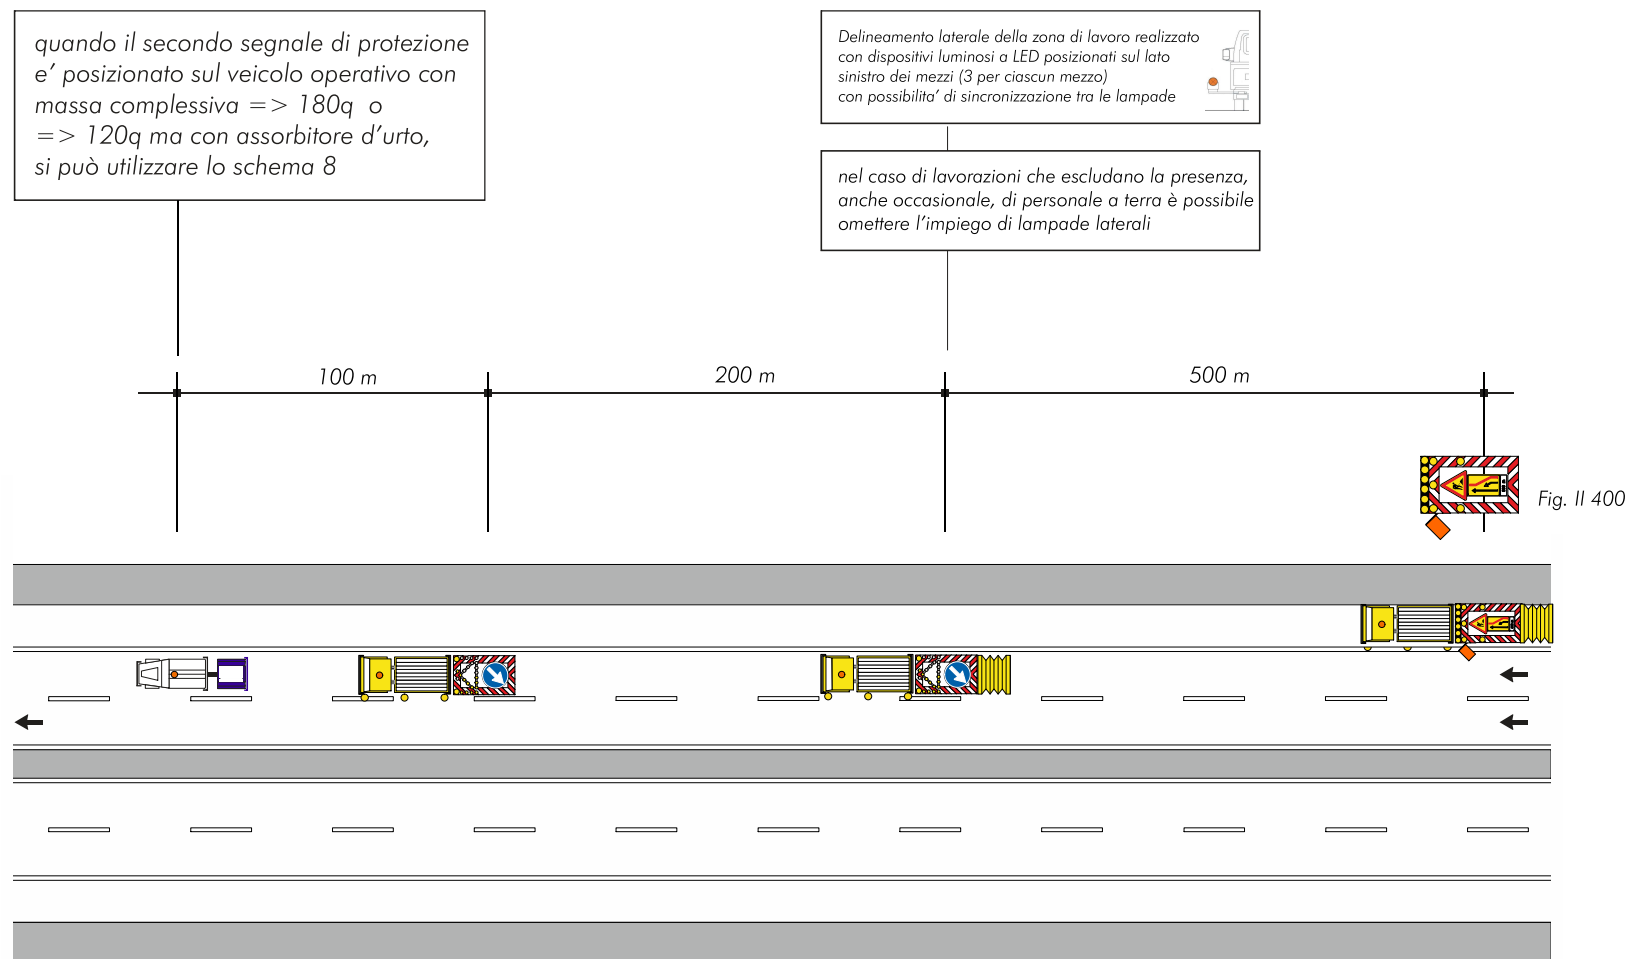 quando il secondo segnale di protezione
e’ posizionato sul veicolo operativo con
massa complessiva => 180q o
=> 120q ma con assorbitore d’urto,
si può utilizzare lo schema 8
Delineamento laterale della zona di lavoro realizzato
con dispositivi luminosi a LED posizionati sul lato
sinistro dei mezzi (3 per ciascun mezzo)
con possibilita’ di sincronizzazione tra le lampade
nel caso di lavorazioni che escludano la presenza,
anche occasionale, di personale a terra è possibile
omettere l’impiego di lampade laterali
100 m
200 m
500 m
Fig. II 400